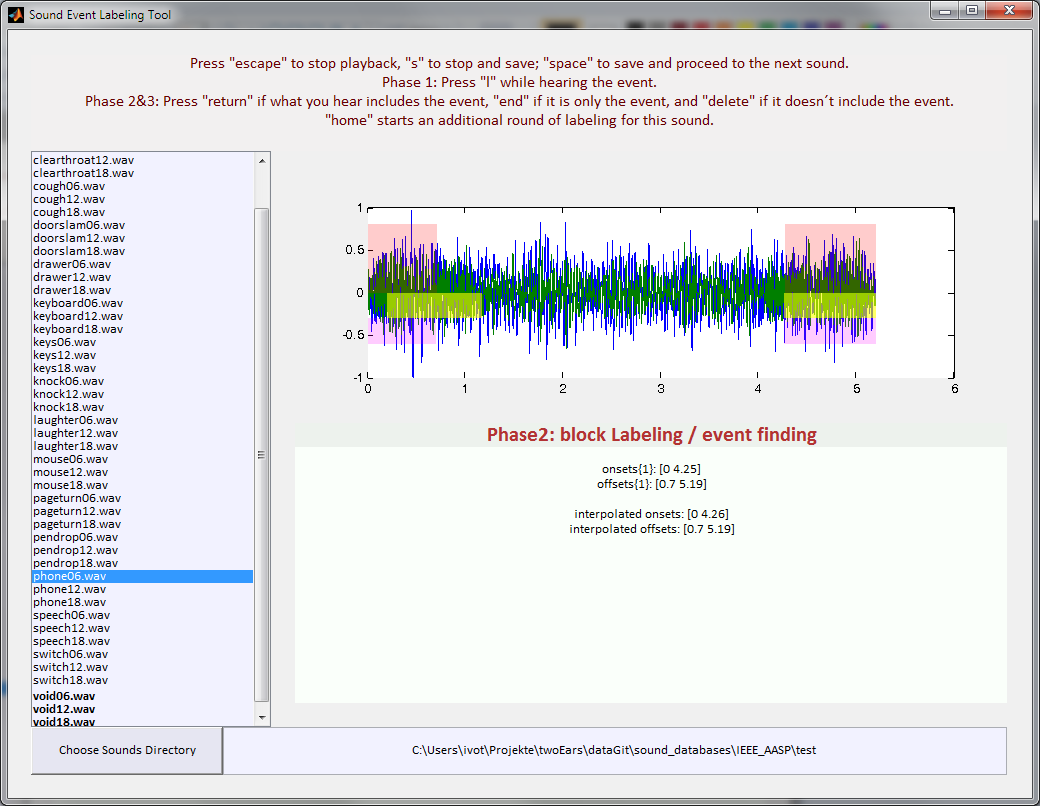 Sound Event Labeling Tool
Press "escape" to stop playback, "s" to stop and save; "space" to save and proceed to the next sound.
Phase 1: Press "l" while hearing the event.
Phase 2&3: Press "return" if what you hear includes the event, "end" if it is only the event, and "delete" if it doesn´t include the event.
"home" starts an additional round of labeling for this sound.
clearthroat12.wav
clearthroat18.wav
cough06.wav
cough12.wav
cough18.wav
doorslam06.wav
doorslam12.wav
doorslam18.wav
drawer06.wav
drawer12.wav
drawer18.wav
keyboard06.wav
keyboard12.wav
keyboard18.wav
keys06.wav
keys12.wav
keys18.wav
knock06.wav
knock12.wav
knock18.wav
laughter06.wav
laughter12.wav
laughter18.wav
mouse06.wav
mouse12.wav
mouse18.wav
pageturn06.wav
pageturn12.wav
pageturn18.wav
pendrop06.wav
pendrop12.wav
pendrop18.wav
phone06.wav
phone12.wav
phone18.wav
speech06.wav
speech12.wav
speech18.wav
switch06.wav
switch12.wav
switch18.wav
void06.wav
void12.wav
void18.wav
1
0.5
0
-0.5
-1
0 1 2 3 4 5 6
Phase2: block Labeling / event finding
onsets{1}: [0 4.25]
offsets{1}: [0.7 5.19]
interpolated onsets: [0 4.26]
interpolated offsets: [0.7 5.19]
Choose Sounds Directory
C:\Users\ivot\Projekte\twoEars\dataGit\sound_databases\IEEE_AASP\test